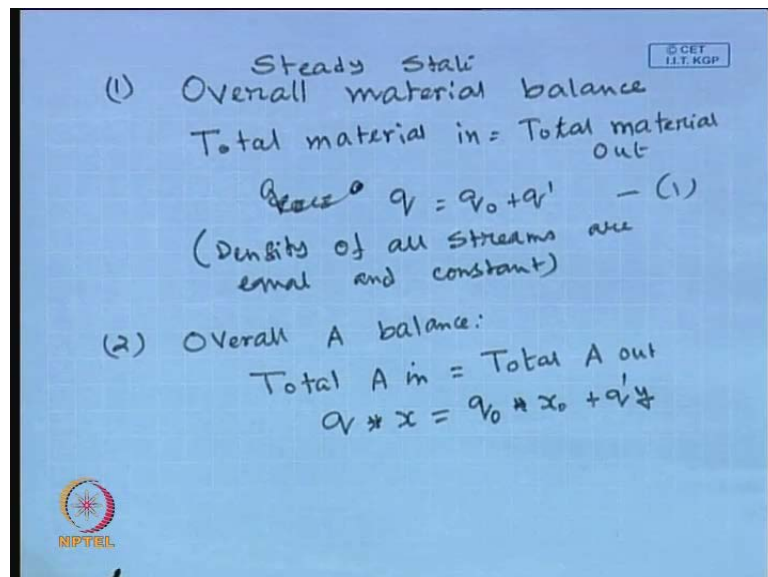 Steady Stali
© CET
I.I.T. KGP
(1) Overall material balance
Total material in = Total material
out
q = q₀ + q' — (1)
(Density of all streams are
equal and constant)
(2) Overall A balance:
Total A in = Total A out
q * x = q₀ * x₀ + q'y
NPTEL